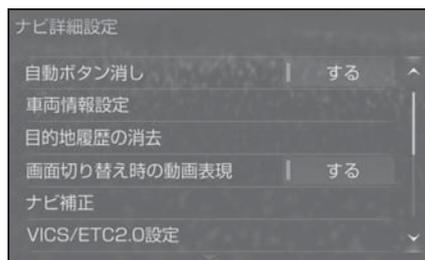 ナビ詳細設定
自動ボタン消し する
車両情報設定
目的地履歴の消去
画面切り替え時の動画表現 する
ナビ補正
VICS/ETC2.0設定